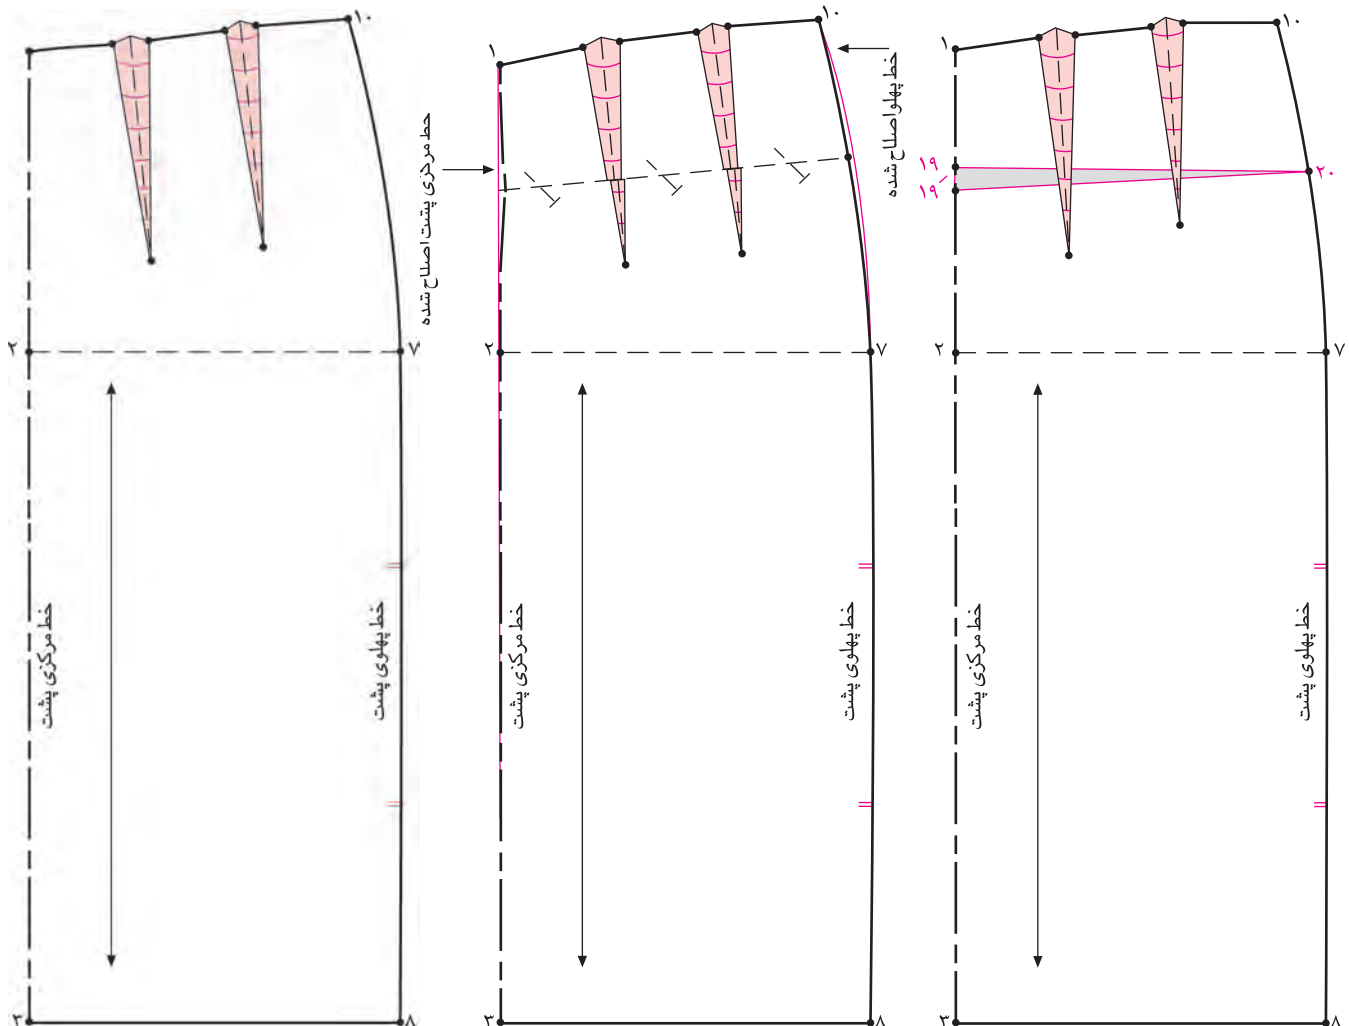 ۱۰
۱
۱۹
۱۹
۲۰
۲
۷
خط مرکزی پشت
خط پهلوی پشت
۳
۸
۱۰
۱
خط پهلو اصلاح شده
خط مرکزی پشت اصلاح شده
۲
۷
خط مرکزی پشت
خط پهلوی پشت
۳
۸
۱۰
۲
۷
خط مرکزی پشت
خط پهلوی پشت
۳
۸